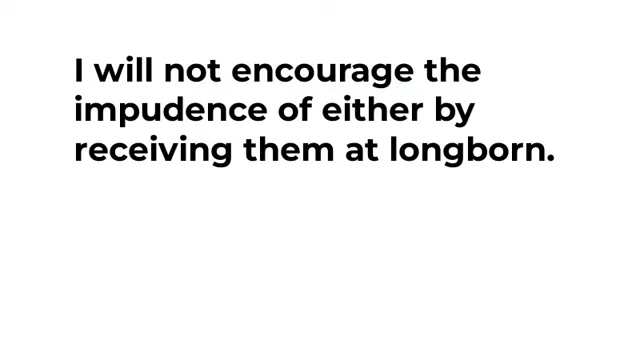 I will not encourage the
impudence of either by
receiving them at longborn.